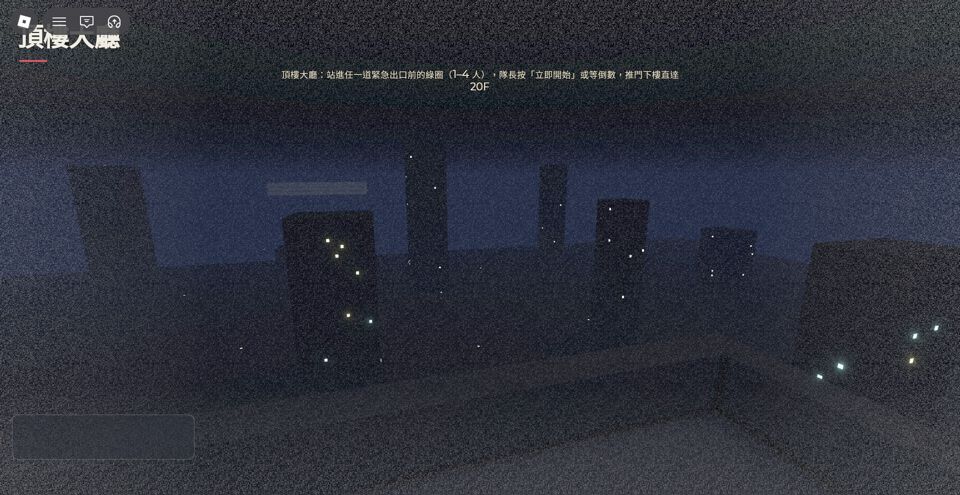 頂樓大廳
頂樓大廳：站進任一道緊急出口前的綠圈（1–4 人），隊長按「立即開始」或等倒數，推門下樓直達
20F